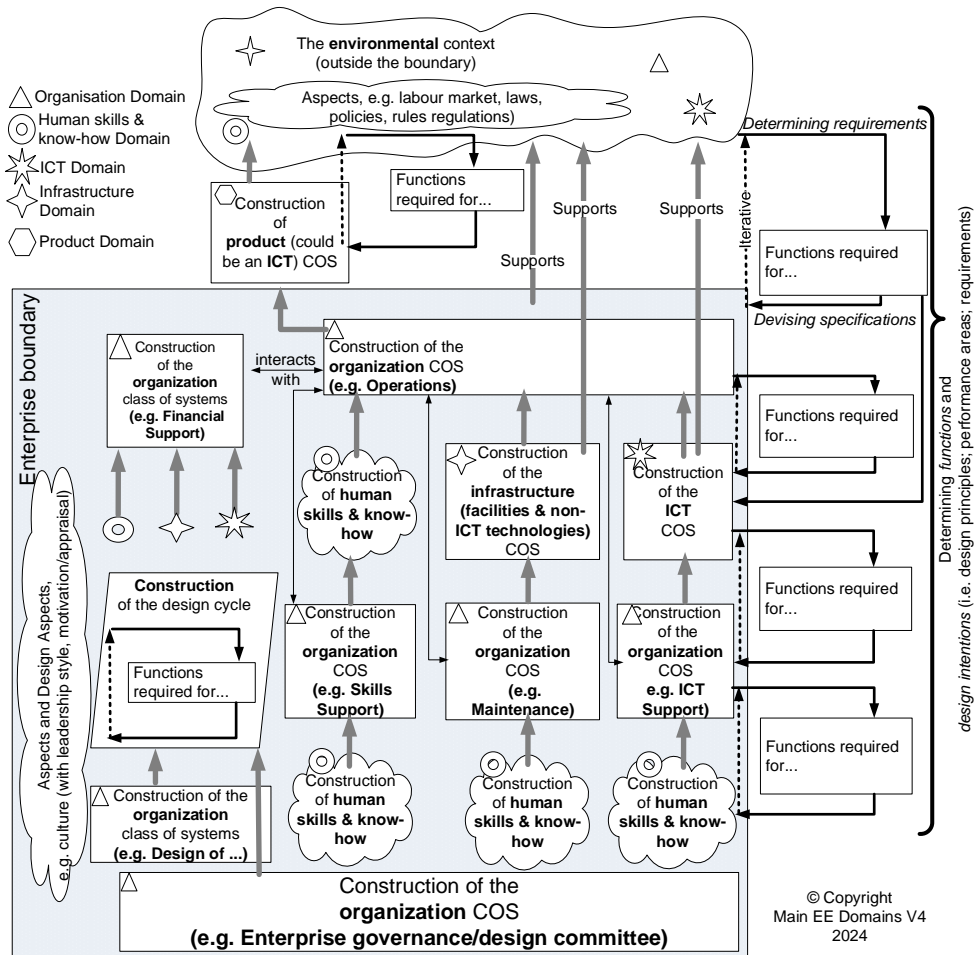 The environmental context
(outside the boundary)
Aspects, e.g. labour market, laws,
policies, rules regulations)
Organisation Domain
Human skills &
know-how Domain
ICT Domain
Infrastructure
Domain
Product Domain
Construction
of
product (could
be an ICT) COS
Functions
required for...
Supports
Supports
Supports
Determining requirements
Iterative
Functions required
for...
Devising specifications
Enterprise boundary
Construction
of the
organization
class of systems
(e.g. Financial
Support)
interacts
with
Construction of the
organization COS
(e.g. Operations)
Functions required
for...
Construction
of human
skills & know-
how
Construction
of the
infrastructure
(facilities & non-
ICT technologies)
COS
Construction
of the
ICT
COS
Aspects and Design Aspects,
e.g. culture (with leadership style, motivation/appraisal)
Construction
of the design cycle
Functions
required for...
Construction
of the
organization
COS
(e.g. Skills
Support)
Construction
of the
organization
COS
(e.g.
Maintenance)
Construction
of the
organization
COS
e.g. ICT
Support)
Functions required
for...
Construction of the
organization
class of systems
(e.g. Design of ...)
Construction
of human
skills & know-
how
Construction
of human
skills & know-
how
Construction
of human
skills & know-
how
Functions required
for...
Construction of the
organization COS
(e.g. Enterprise governance/design committee)
Determining functions and
design intentions (i.e. design principles; performance areas; requirements)
© Copyright
Main EE Domains V4
2024